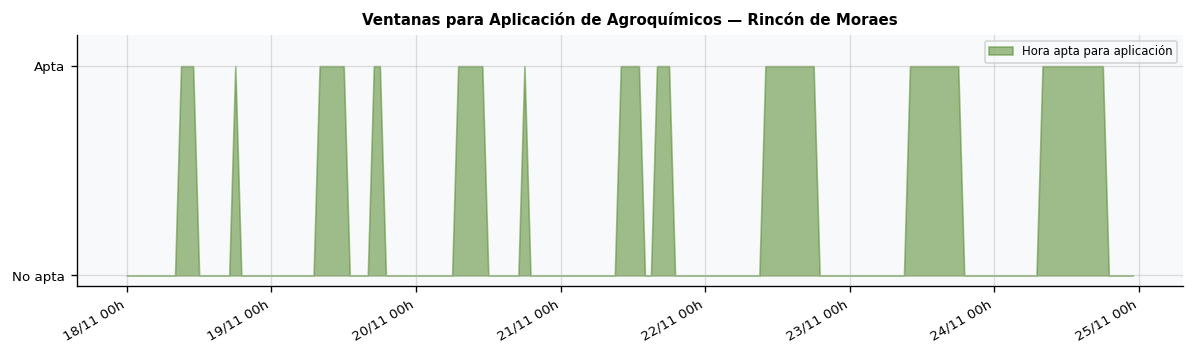 Ventanas para Aplicación de Agroquímicos — Rincón de Moraes
Hora apta para aplicación
Apta
No apta
18/11 00h
19/11 00h
20/11 00h
21/11 00h
22/11 00h
23/11 00h
24/11 00h
25/11 00h